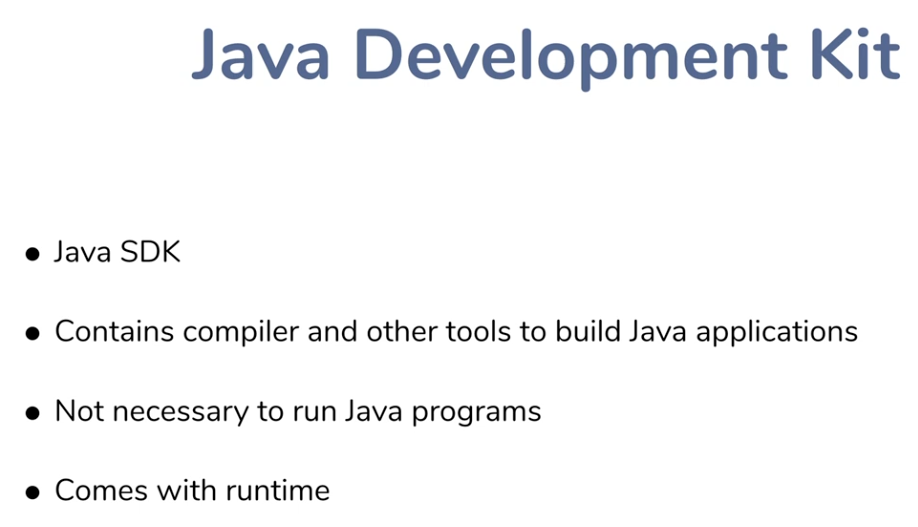 Java Development Kit
● Java SDK
● Contains compiler and other tools to build Java applications
● Not necessary to run Java programs
● Comes with runtime